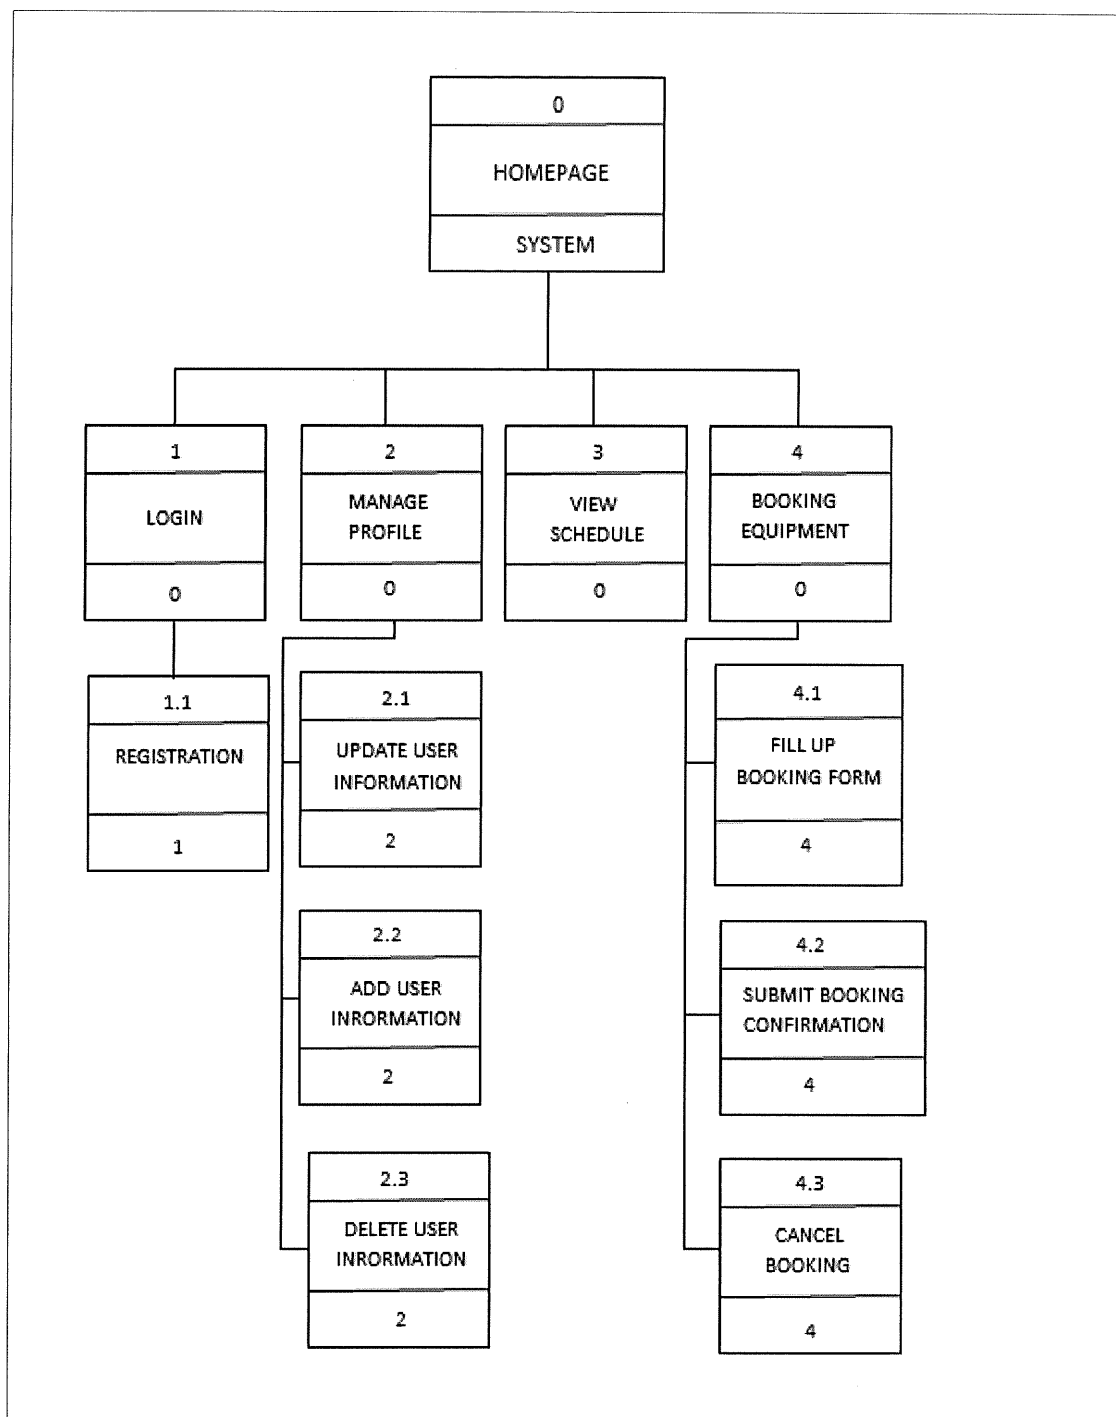 0
HOMEPAGE
SYSTEM
1
LOGIN
0
2
MANAGE
PROFILE
0
3
VIEW
SCHEDULE
0
4
BOOKING
EQUIPMENT
0
1.1
REGISTRATION
1
2.1
UPDATE USER
INFORMATION
2
2.2
ADD USER
INRORMATION
2
2.3
DELETE USER
INRORMATION
2
4.1
FILL UP
BOOKING FORM
4
4.2
SUBMIT BOOKING
CONFIRMATION
4
4.3
CANCEL
BOOKING
4